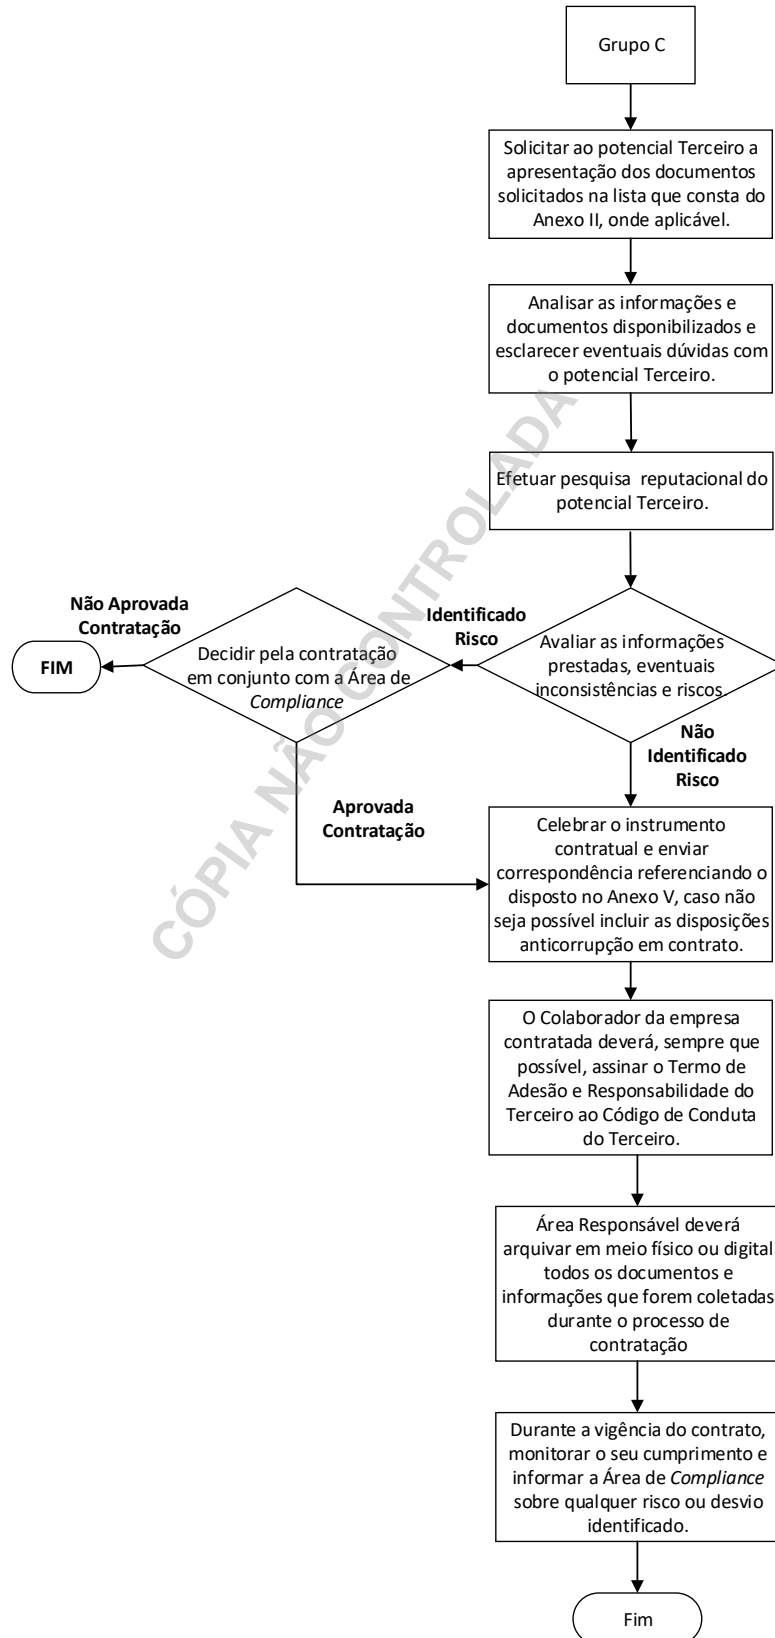 Grupo C
Solicitar ao potencial Terceiro a
apresentação dos documentos
solicitados na lista que consta do
Anexo II, onde aplicável.
Analisar as informações e
documentos disponibilizados e
esclarecer eventuais dúvidas com
o potencial Terceiro.
Efetuar pesquisa reputacional do
potencial Terceiro.
Avaliar as informações
prestadas, eventuais
inconsistências e riscos.
Identificado
Risco
Decidir pela contratação
em conjunto com a Área de
Compliance
Não Aprovada
Contratação
FIM
Não
Identificado
Risco
Aprovada
Contratação
Celebrar o instrumento
contratual e enviar
correspondência referenciando o
disposto no Anexo V, caso não
seja possível incluir as disposições
anticorrupção em contrato.
O Colaborador da empresa
contratada deverá, sempre que
possível, assinar o Termo de
Adesão e Responsabilidade do
Terceiro ao Código de Conduta
do Terceiro.
Área Responsável deverá
arquivar em meio físico ou digital
todos os documentos e
informações que forem coletadas
durante o processo de
contratação
Durante a vigência do contrato,
monitorar o seu cumprimento e
informar a Área de Compliance
sobre qualquer risco ou desvio
identificado.
Fim
CÓPIA NÃO CONTROLADA